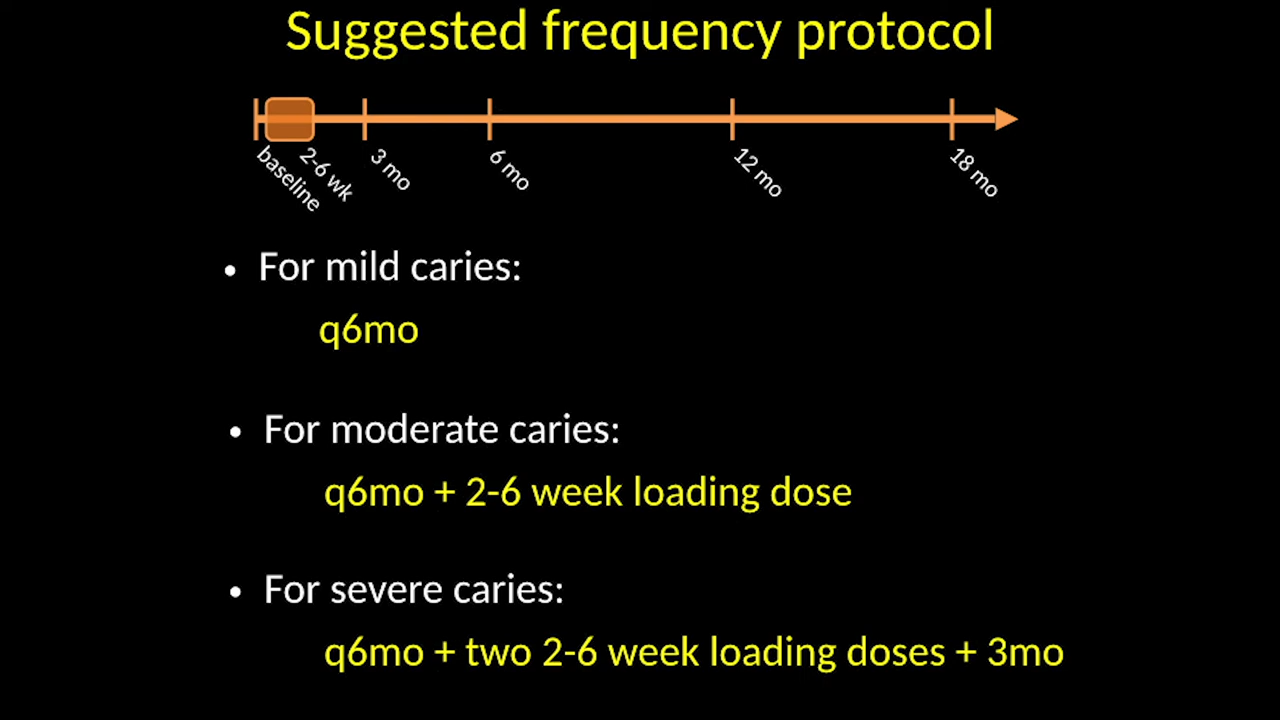 Suggested frequency protocol
baseline
2-6 wk
3 mo
6 mo
12 mo
18 mo
• For mild caries:
q6mo
• For moderate caries:
q6mo + 2-6 week loading dose
• For severe caries:
q6mo + two 2-6 week loading doses + 3mo